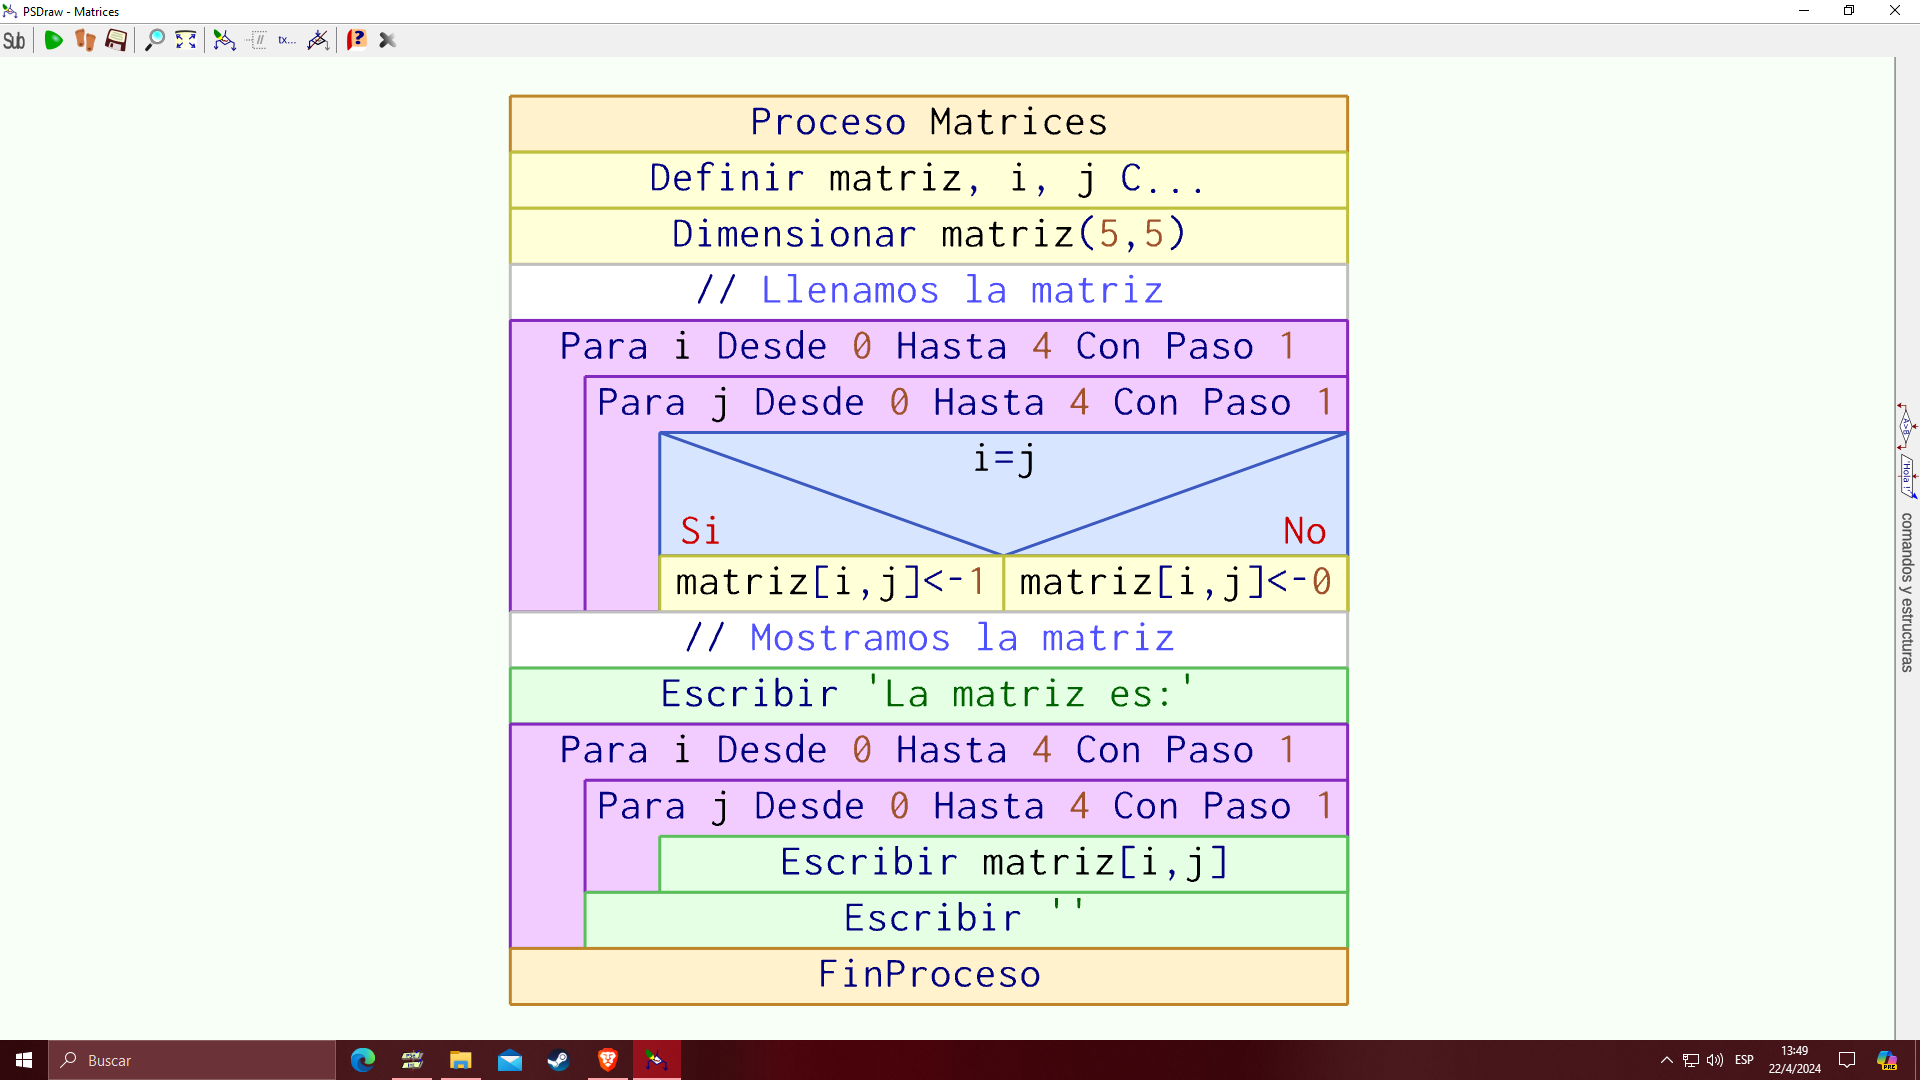 PSDraw - Matrices
Sub
//
tx...
?
Proceso Matrices
Definir matriz, i, j C...
Dimensionar matriz(5,5)
// Llenamos la matriz
Para i Desde 0 Hasta 4 Con Paso 1
Para j Desde 0 Hasta 4 Con Paso 1
i=j
Si
No
matriz[i,j]<-1
matriz[i,j]<-0
// Mostramos la matriz
Escribir 'La matriz es:'
Para i Desde 0 Hasta 4 Con Paso 1
Para j Desde 0 Hasta 4 Con Paso 1
Escribir matriz[i,j]
Escribir ''
FinProceso
A>B
'Hola !'
comandos y estructuras
Buscar
ESP
13:49
22/4/2024
PRE